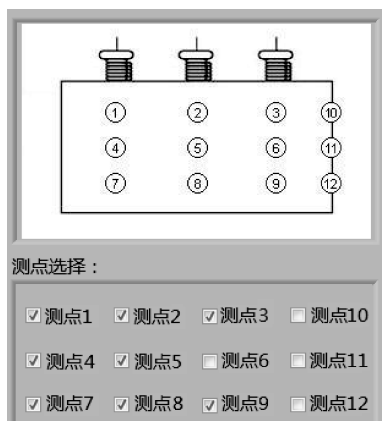 ① ② ③ ⑩
④ ⑤ ⑥ ⑪
⑦ ⑧ ⑨ ⑫
测点选择：
测点1 测点2 测点3 测点10
测点4 测点5 测点6 测点11
测点7 测点8 测点9 测点12